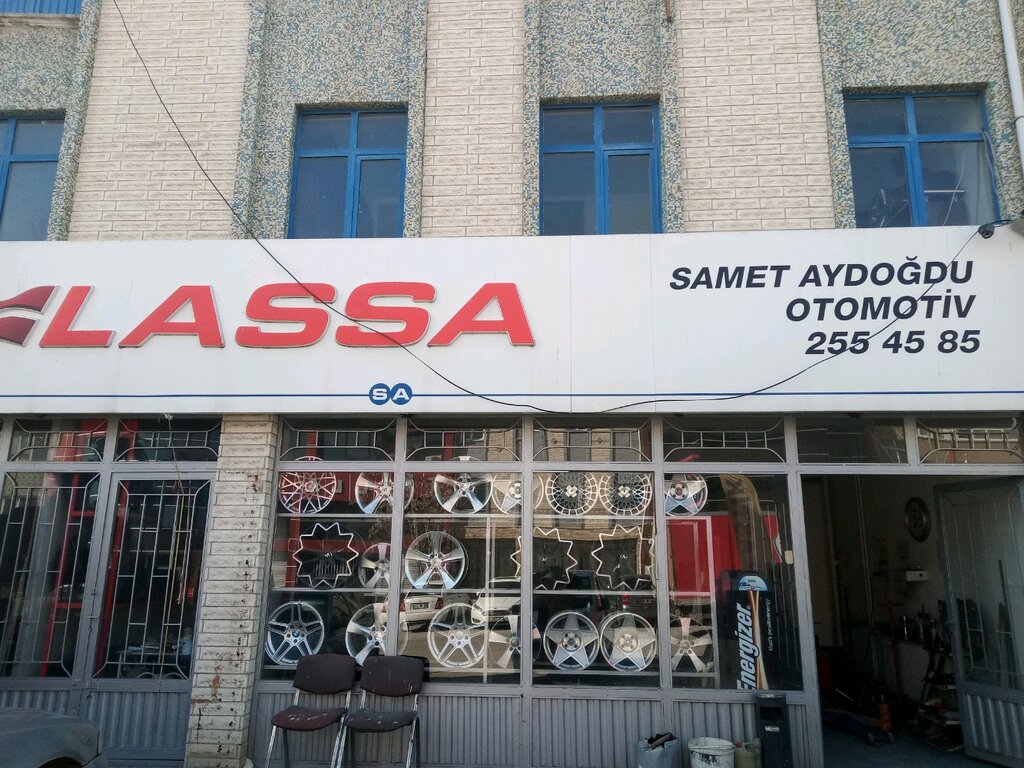 LASSA
SAMET AYDOĞDU
OTOMOTİV
255 45 85
SA
Energizer